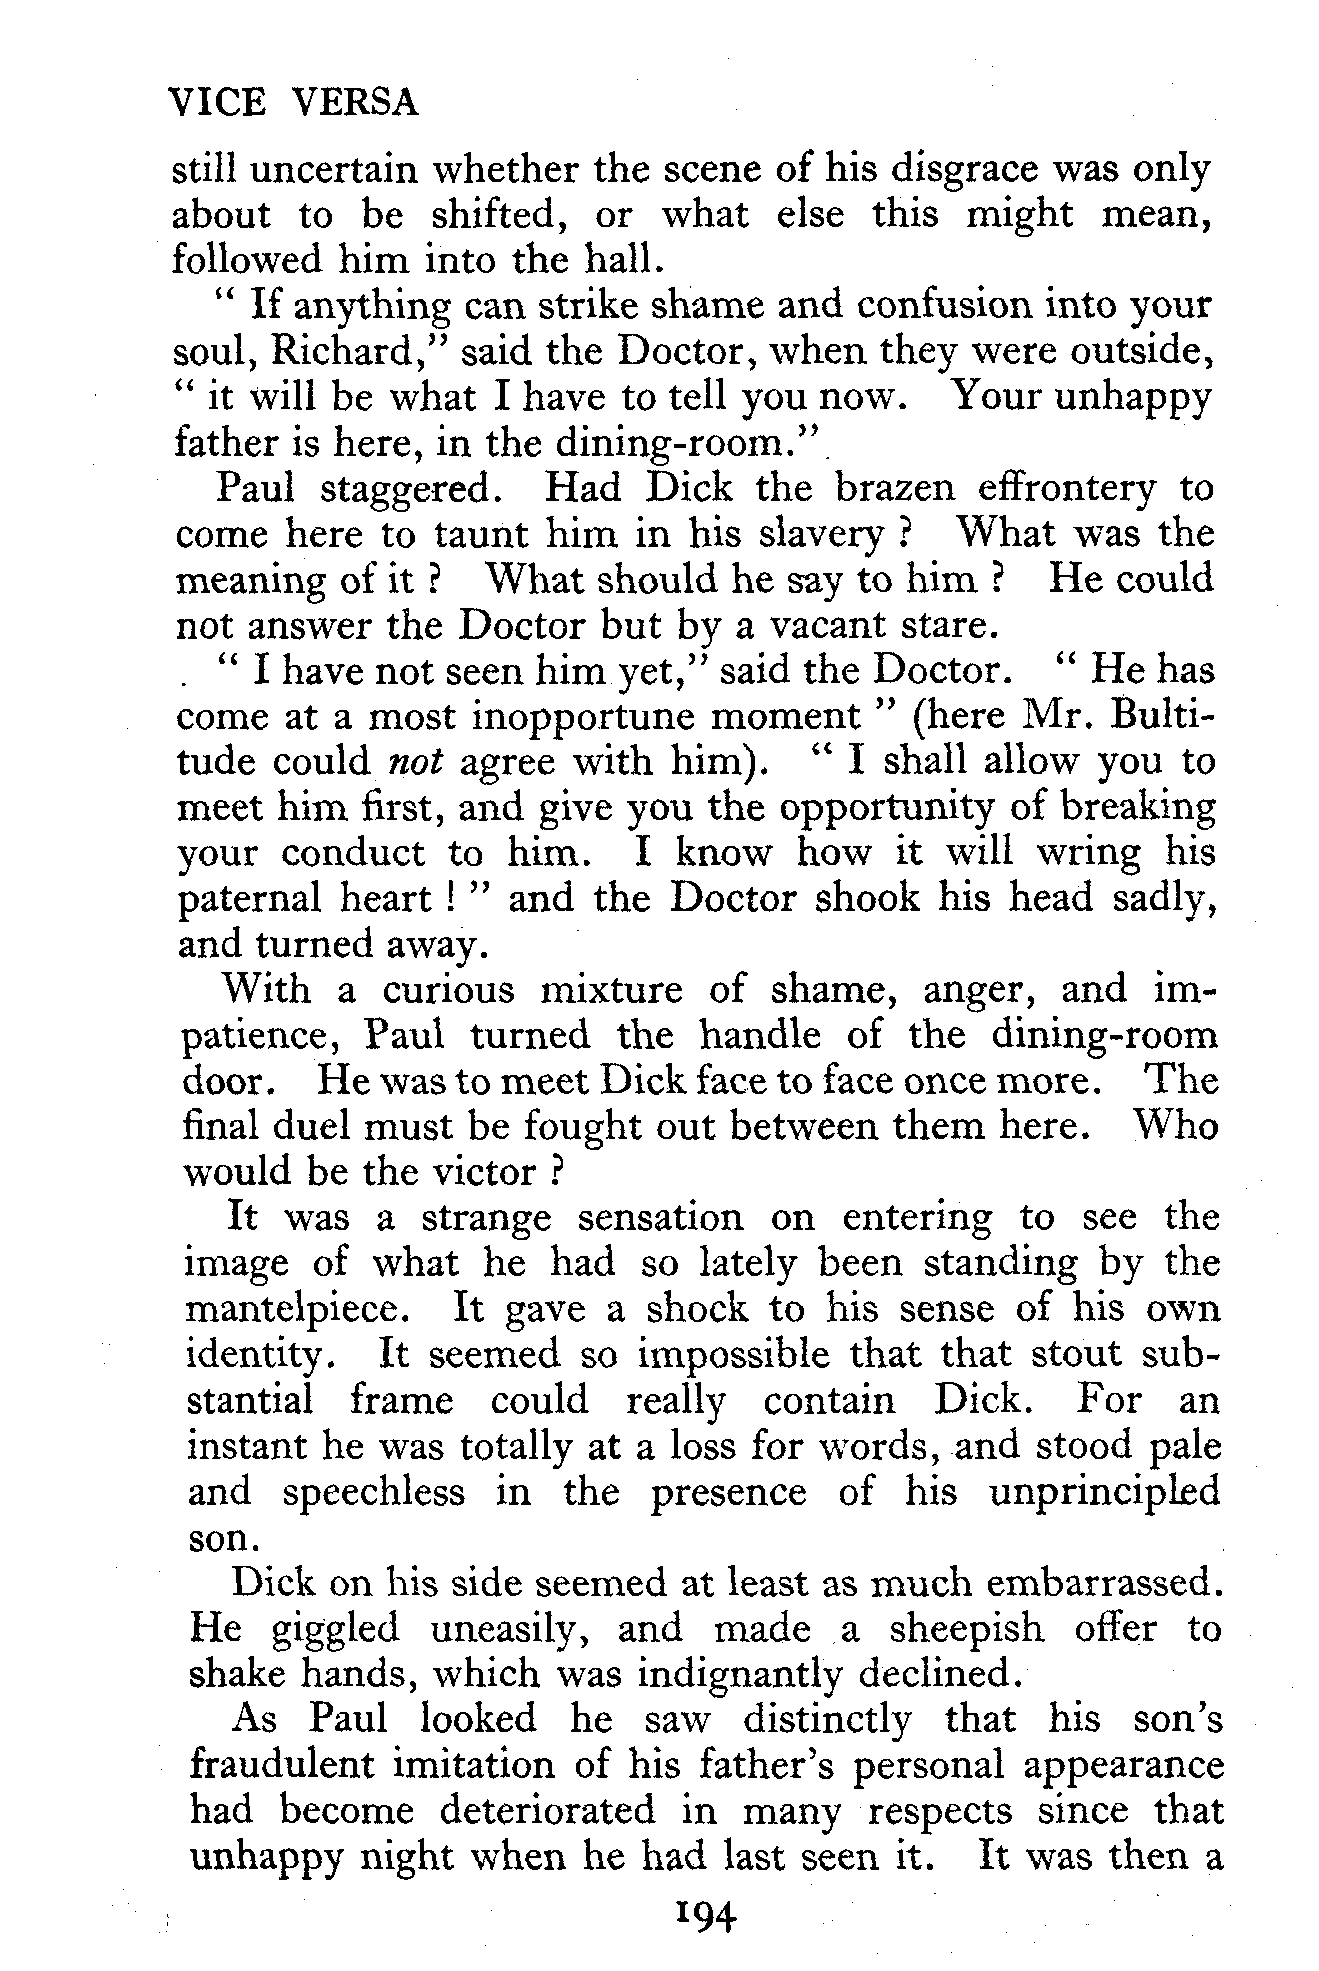 VICE VERSA
still uncertain whether the scene of his disgrace was only
about to be shifted, or what else this might mean,
followed him into the hall.
“ If anything can strike shame and confusion into your
soul, Richard,” said the Doctor, when they were outside,
“ it will be what I have to tell you now. Your unhappy
father is here, in the dining-room.”
Paul staggered. Had Dick the brazen effrontery to
come here to taunt him in his slavery ? What was the
meaning of it ? What should he say to him ? He could
not answer the Doctor but by a vacant stare.
“ I have not seen him yet,” said the Doctor. “ He has
come at a most inopportune moment ” (here Mr. Bulti-
tude could not agree with him). “ I shall allow you to
meet him first, and give you the opportunity of breaking
your conduct to him. I know how it will wring his
paternal heart ! ” and the Doctor shook his head sadly,
and turned away.
With a curious mixture of shame, anger, and im-
patience, Paul turned the handle of the dining-room
door. He was to meet Dick face to face once more. The
final duel must be fought out between them here. Who
would be the victor ?
It was a strange sensation on entering to see the
image of what he had so lately been standing by the
mantelpiece. It gave a shock to his sense of his own
identity. It seemed so impossible that that stout sub-
stantial frame could really contain Dick. For an
instant he was totally at a loss for words, and stood pale
and speechless in the presence of his unprincipled
son.
Dick on his side seemed at least as much embarrassed.
He giggled uneasily, and made a sheepish offer to
shake hands, which was indignantly declined.
As Paul looked he saw distinctly that his son’s
fraudulent imitation of his father’s personal appearance
had become deteriorated in many respects since that
unhappy night when he had last seen it. It was then a
194